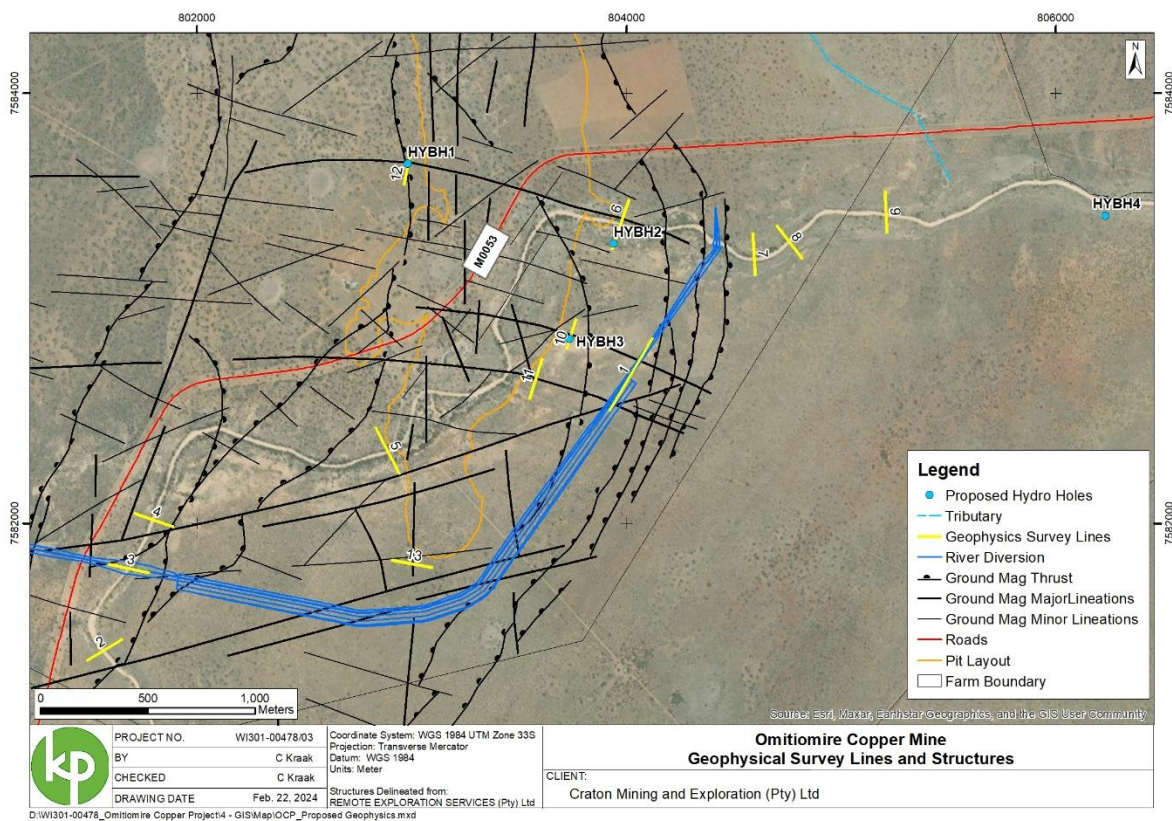 802000
804000
806000
N
7584000
7584000
HYBH1
12
6
HYBH4
9
HYBH2
M0053
7
8
10
HYBH3
11
1
5
Legend
Proposed Hydro Holes
Tributary
Geophysics Survey Lines
River Diversion
Ground Mag Thrust
Ground Mag MajorLineations
Ground Mag Minor Lineations
Roads
Pit Layout
Farm Boundary
4
7582000
7582000
3
13
2
0 500 1,000
Meters
Source: Esri, Maxar, Earthstar Geographics, and the GIS User Community
kp
PROJECT NO. WI301-00478/03
BY C Kraak
CHECKED C Kraak
DRAWING DATE Feb. 22, 2024
Coordinate System: WGS 1984 UTM Zone 33S
Projection: Transverse Mercator
Datum: WGS 1984
Units: Meter
Structures Delineated from:
REMOTE EXPLORATION SERVICES (Pty) Ltd
Omitiomire Copper Mine
Geophysical Survey Lines and Structures
CLIENT:
Craton Mining and Exploration (Pty) Ltd
D:\WI301-00478_Omitiomire Copper Project\4 - GIS\Map\OCP_Proposed Geophysics.mxd